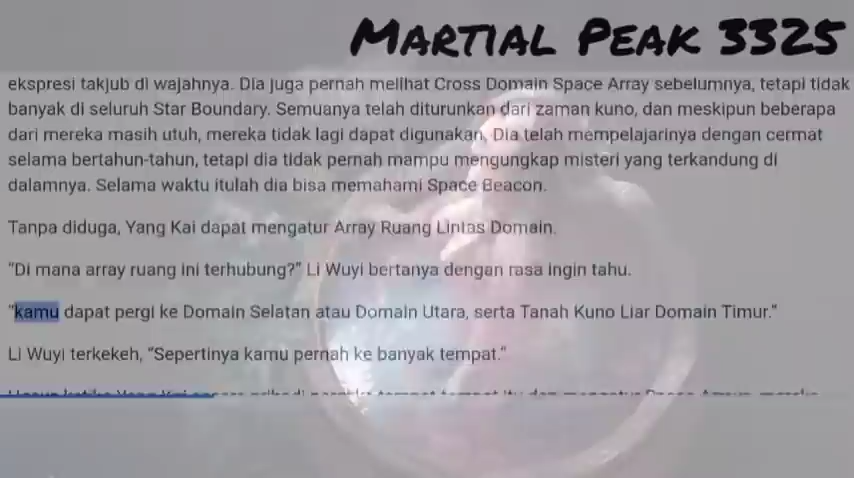 MARTIAL PEAK 3325
ekspresi takjub di wajahnya. Dia juga pernah melihat Cross Domain Space Array sebelumnya, tetapi tidak
banyak di seluruh Star Boundary. Semuanya telah diturunkan dari zaman kuno, dan meskipun beberapa
dari mereka masih utuh, mereka tidak lagi dapat digunakan. Dia telah mempelajarinya dengan cermat
selama bertahun-tahun, tetapi dia tidak pernah mampu mengungkap misteri yang terkandung di
dalamnya. Selama waktu itulah dia bisa memahami Space Beacon.
Tanpa diduga, Yang Kai dapat mengatur Array Ruang Lintas Domain.
“Di mana array ruang ini terhubung?” Li Wuyi bertanya dengan rasa ingin tahu.
“kamu dapat pergi ke Domain Selatan atau Domain Utara, serta Tanah Kuno Liar Domain Timur.”
Li Wuyi terkekeh, “Sepertinya kamu pernah ke banyak tempat.”